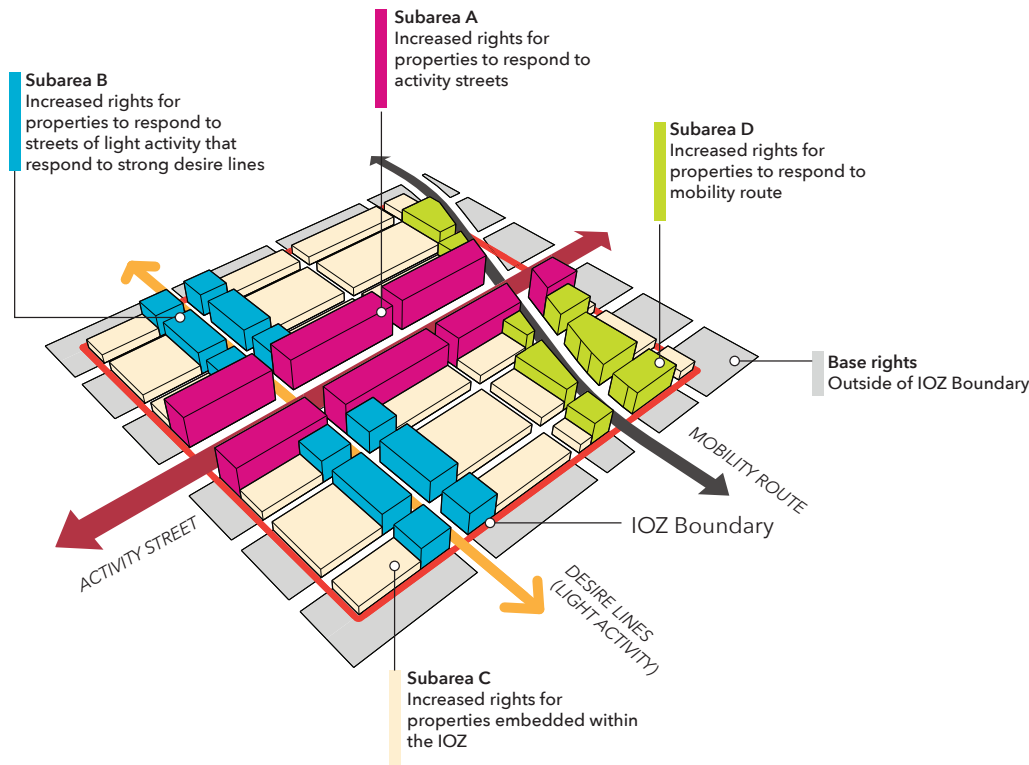 Subarea A
Increased rights for
properties to respond to
activity streets
Subarea B
Increased rights for
properties to respond to
streets of light activity that
respond to strong desire lines
Subarea D
Increased rights for
properties to respond to
mobility route
Base rights
Outside of IOZ Boundary
MOBILITY ROUTE
IOZ Boundary
ACTIVITY STREET
DESIRE LINES
(LIGHT ACTIVITY)
Subarea C
Increased rights for
properties embedded within
the IOZ